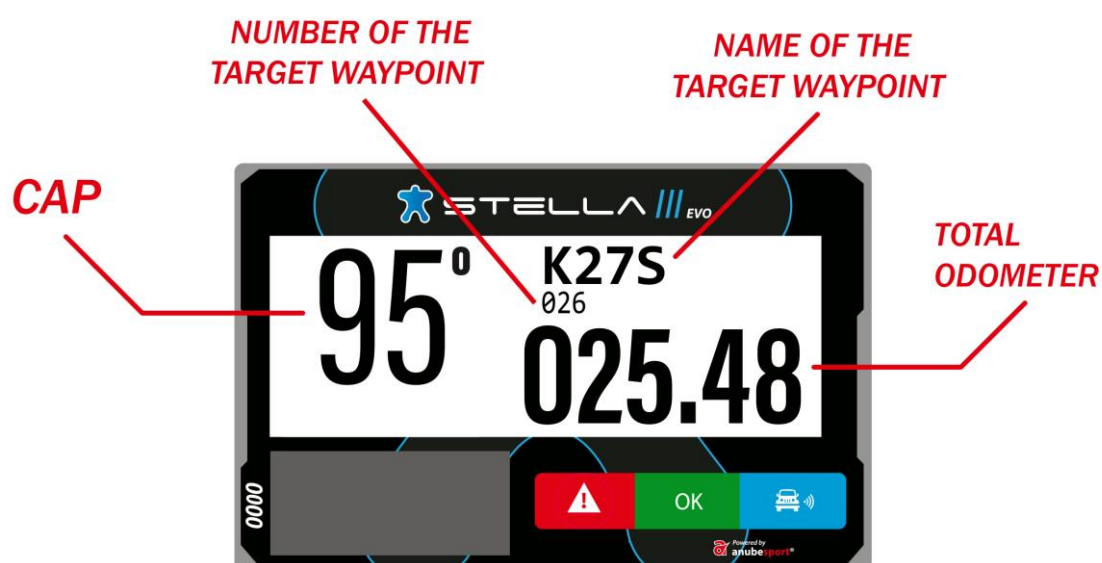 NUMBER OF THE
TARGET WAYPOINT
NAME OF THE
TARGET WAYPOINT
CAP
STELLA III EVO
95°
K27S
026
025.48
TOTAL
ODOMETER
0000
OK
Powered by
anubesport®